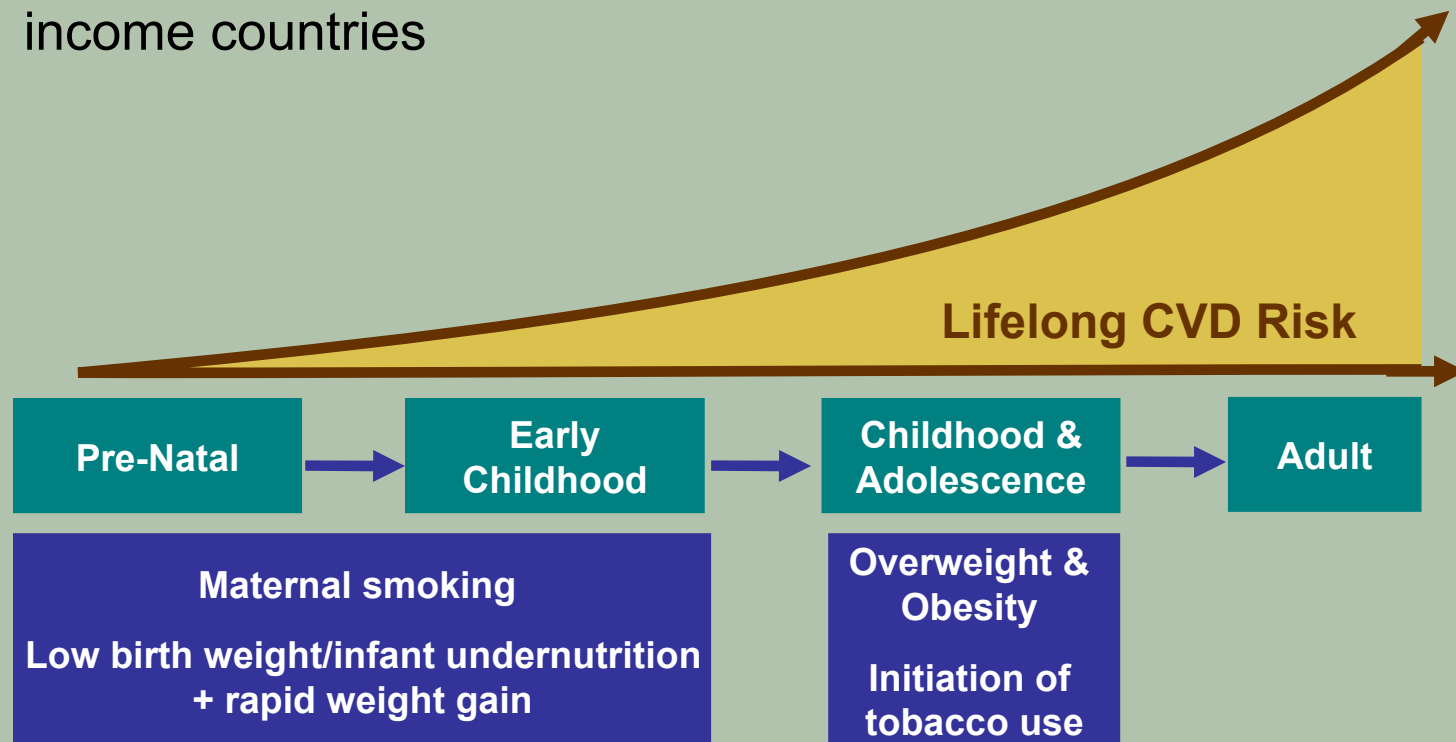 income countries
Lifelong CVD Risk
Pre-Natal
Early
Childhood
Childhood &
Adolescence
Adult
Maternal smoking
Low birth weight/infant undernutrition
+ rapid weight gain
Overweight &
Obesity
Initiation of
tobacco use